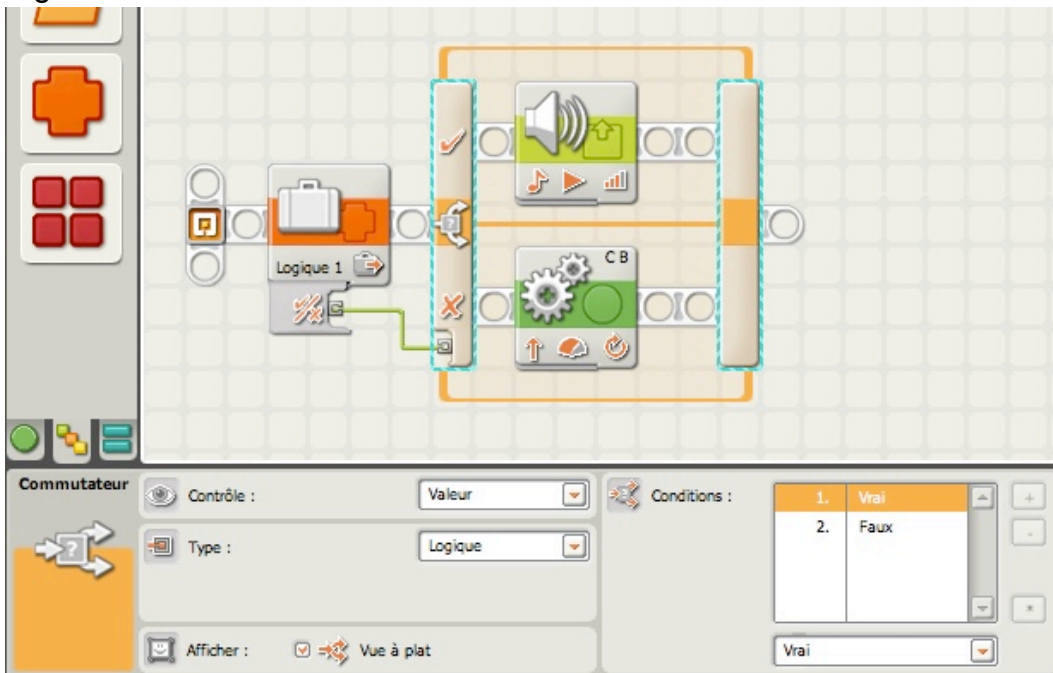 C B
Logique 1
Commutateur
Contrôle :
Valeur
Type :
Logique
Afficher :
Vue à plat
Conditions :
1. Vrai
2. Faux
+
-
*
Vrai